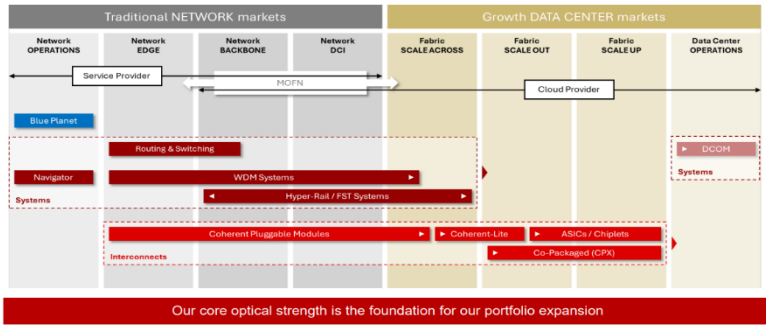 Traditional NETWORK markets
Growth DATA CENTER markets
Network
OPERATIONS
Network
EDGE
Network
BACKBONE
Network
DCI
Fabric
SCALE ACROSS
Fabric
SCALE OUT
Fabric
SCALE UP
Data Center
OPERATIONS
Service Provider
MOFN
Cloud Provider
Blue Planet
Routing & Switching
DCOM
Navigator
WDM Systems
Systems
Hyper-Rail / FST Systems
Systems
Coherent Pluggable Modules
Coherent-Lite
ASICs / Chiplets
Interconnects
Co-Packaged (CPX)
Our core optical strength is the foundation for our portfolio expansion